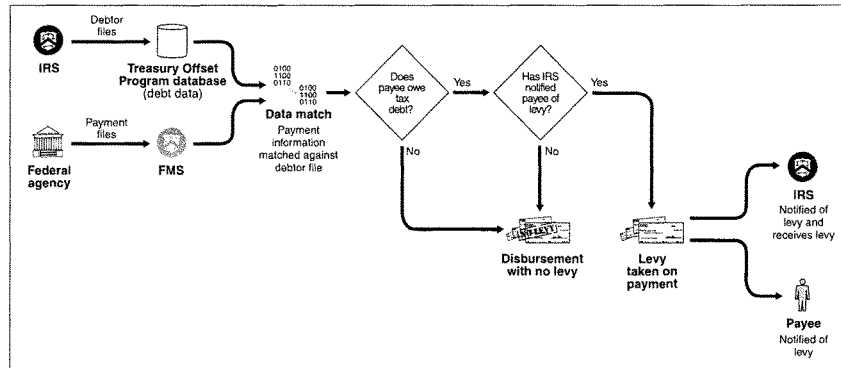 Debtor
files
IRS
Treasury Offset
Program database
(debt data)
Payment
files
Federal
agency
FMS
0100
1100
0110
0100
1100
0110
Data match
Payment
information
matched against
debtor file
Does
payee owe
tax
debt?
Yes
No
Has IRS
notified
payee of
levy?
Yes
No
NO LEVY
Disbursement
with no levy
Levy
taken on
payment
IRS
Notified of
levy and
receives levy
Payee
Notified of
levy